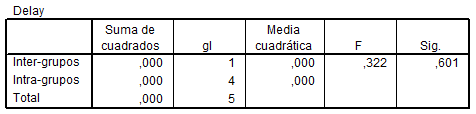 Delay
Suma de cuadrados gl Media cuadrática F Sig.
Inter-grupos ,000 1 ,000 ,322 ,601
Intra-grupos ,000 4 ,000
Total ,000 5